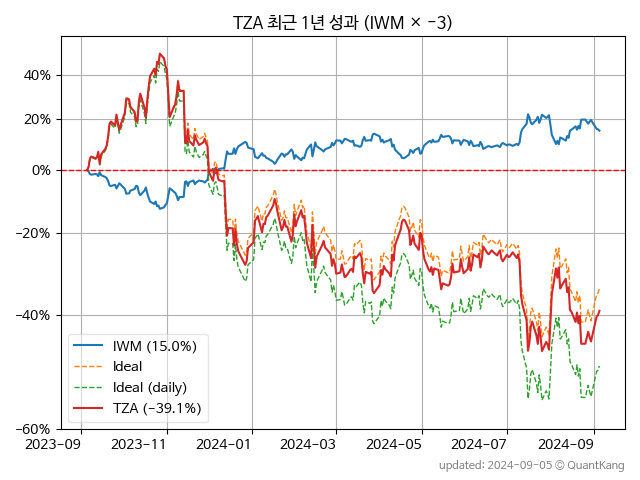 TZA 최근 1년 성과 (IWM × −3)
40%
20%
0%
−20%
−40%
−60%
IWM (15.0%)
Ideal
Ideal (daily)
TZA (−39.1%)
2023-09
2023-11
2024-01
2024-03
2024-05
2024-07
2024-09
updated: 2024-09-05 © QuantKang